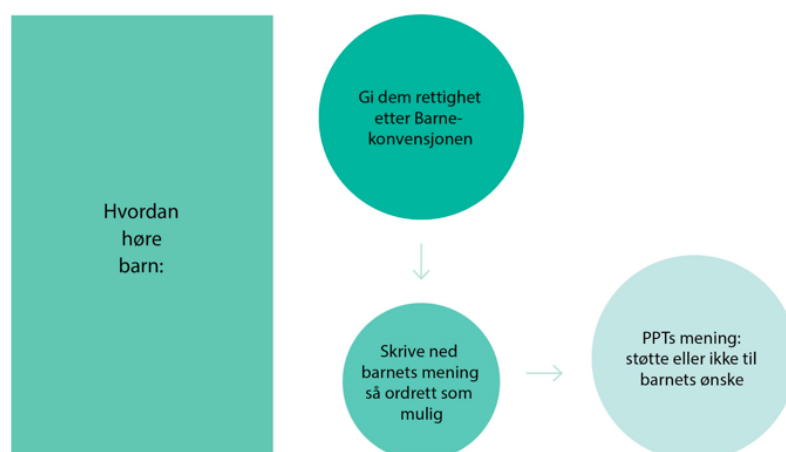 Hvordan
høre
barn:
Gi dem rettighet
etter Barne-
konvensjonen
Skrive ned
barnets mening
så ordrett som
mulig
PPTs mening:
støtte eller ikke til
barnets ønske